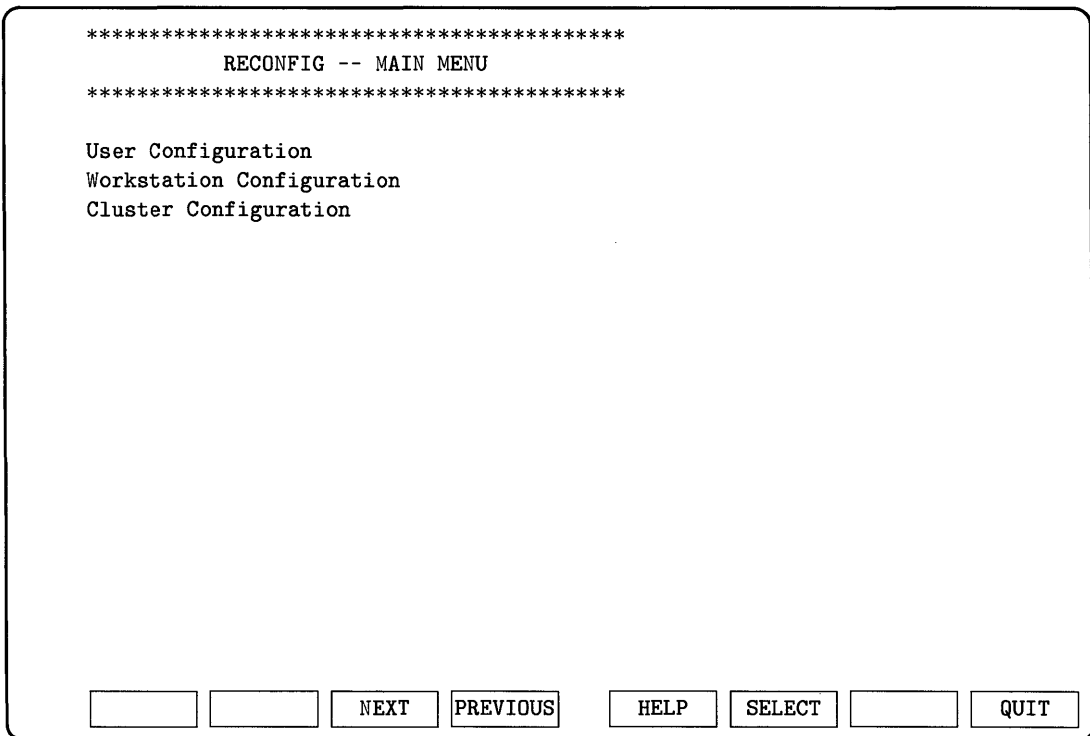 *******************************************
RECONFIG -- MAIN MENU
*******************************************
User Configuration
Workstation Configuration
Cluster Configuration
NEXT PREVIOUS HELP SELECT QUIT